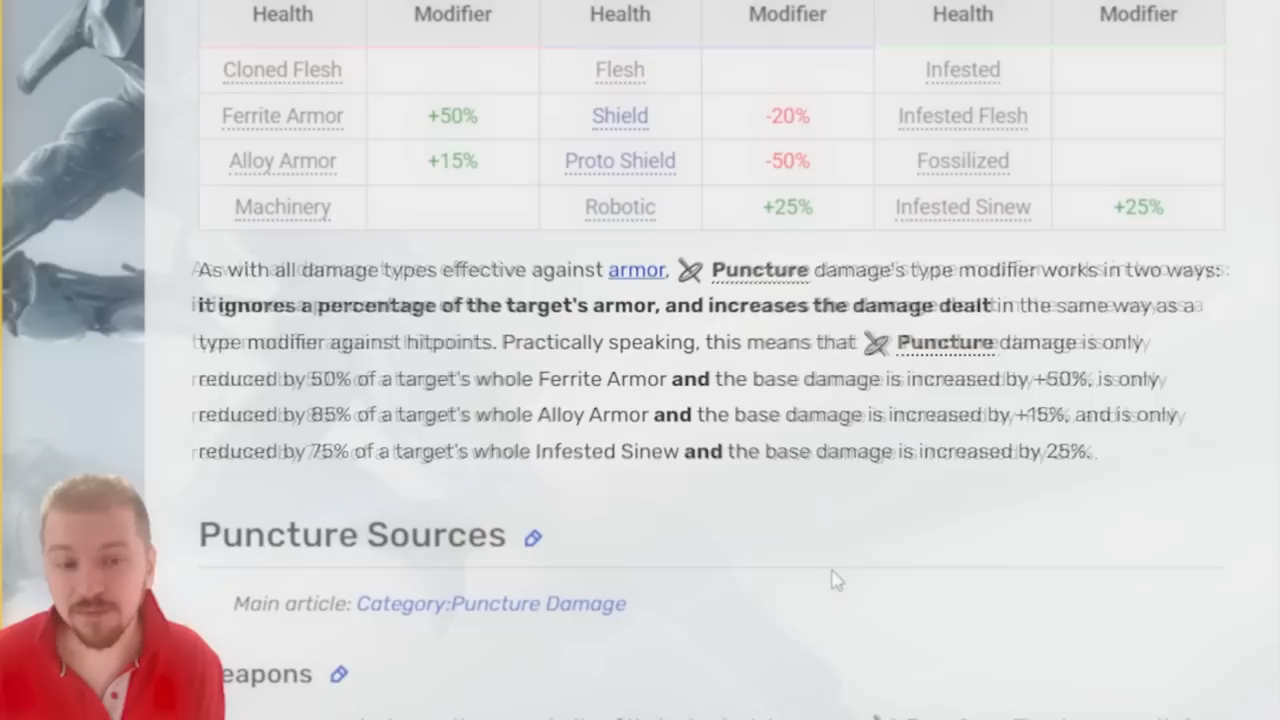 Health Modifier Health Modifier Health Modifier
Cloned Flesh Flesh Infested
Ferrite Armor +50% Shield -20% Infested Flesh
Alloy Armor +15% Proto Shield -50% Fossilized
Machinery Robotic +25% Infested Sinew +25%
As with all damage types effective against armor, Puncture damage's type modifier works in two ways:
it ignores a percentage of the target's armor, and increases the damage dealt in the same way as a
type modifier against hitpoints. Practically speaking, this means that Puncture damage is only
reduced by 50% of a target's whole Ferrite Armor and the base damage is increased by +50%, is only
reduced by 85% of a target's whole Alloy Armor and the base damage is increased by +15%, and is only
reduced by 75% of a target's whole Infested Sinew and the base damage is increased by 25%.
Puncture Sources
Main article: Category:Puncture Damage
eapons